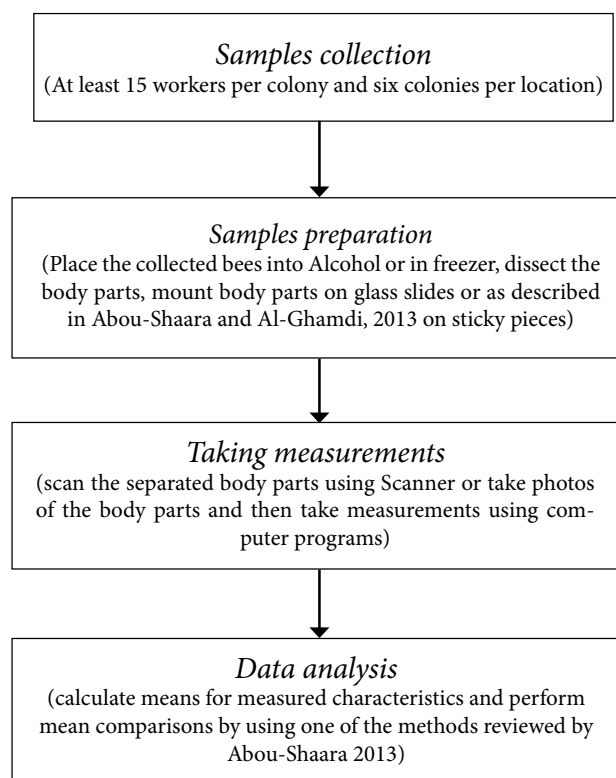 Samples collection
(At least 15 workers per colony and six colonies per location)
Samples preparation
(Place the collected bees into Alcohol or in freezer, dissect the
body parts, mount body parts on glass slides or as described
in Abou-Shaara and Al-Ghamdi, 2013 on sticky pieces)
Taking measurements
(scan the separated body parts using Scanner or take photos
of the body parts and then take measurements using com-
puter programs)
Data analysis
(calculate means for measured characteristics and perform
mean comparisons by using one of the methods reviewed by
Abou-Shaara 2013)